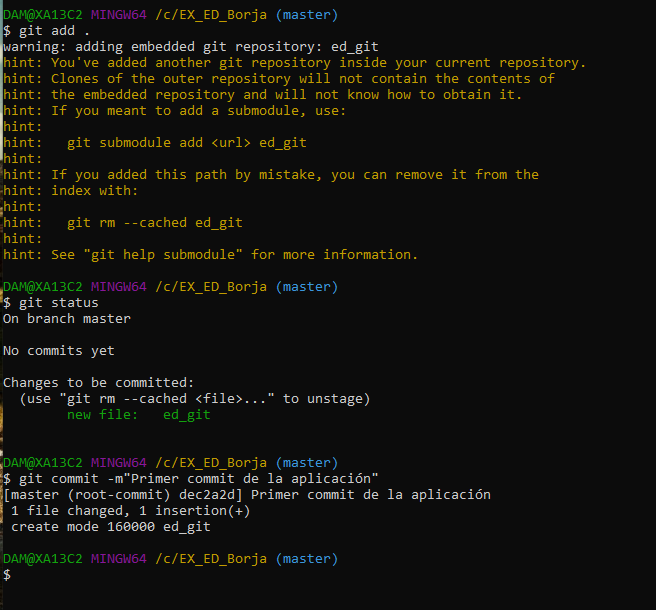 DAM@XA13C2 MINGW64 /c/EX_ED_Borja (master)
$ git add .
warning: adding embedded git repository: ed_git
hint: You've added another git repository inside your current repository.
hint: Clones of the outer repository will not contain the contents of
hint: the embedded repository and will not know how to obtain it.
hint: If you meant to add a submodule, use:
hint:
hint:   git submodule add <url> ed_git
hint:
hint: If you added this path by mistake, you can remove it from the
hint: index with:
hint:
hint:   git rm --cached ed_git
hint:
hint: See "git help submodule" for more information.
DAM@XA13C2 MINGW64 /c/EX_ED_Borja (master)
$ git status
On branch master
No commits yet
Changes to be committed:
  (use "git rm --cached <file>..." to unstage)
        new file:   ed_git
DAM@XA13C2 MINGW64 /c/EX_ED_Borja (master)
$ git commit -m"Primer commit de la aplicación"
[master (root-commit) dec2a2d] Primer commit de la aplicación
 1 file changed, 1 insertion(+)
 create mode 160000 ed_git
DAM@XA13C2 MINGW64 /c/EX_ED_Borja (master)
$